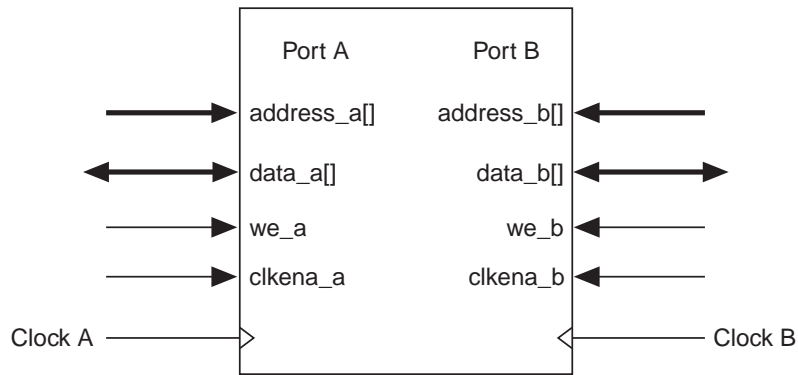 Port A Port B
address_a[] address_b[]
data_a[] data_b[]
we_a we_b
clkena_a clkena_b
Clock A Clock B